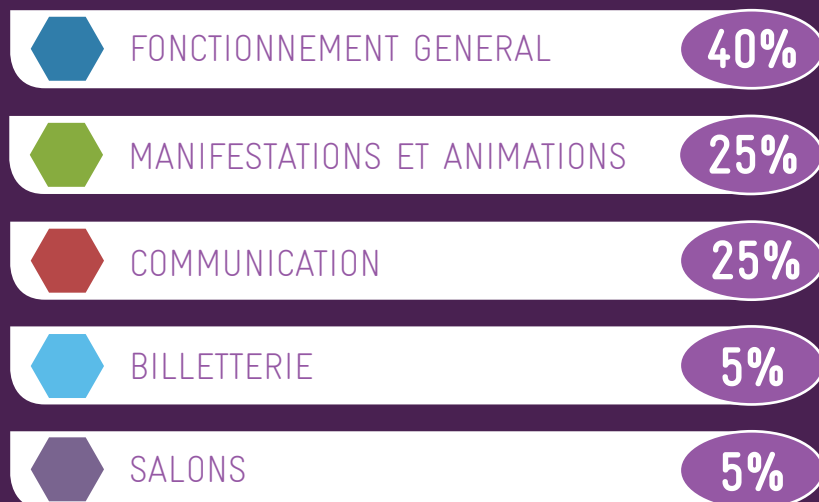 FONCTIONNEMENT GENERAL 40%
MANIFESTATIONS ET ANIMATIONS 25%
COMMUNICATION 25%
BILLETTERIE 5%
SALONS 5%